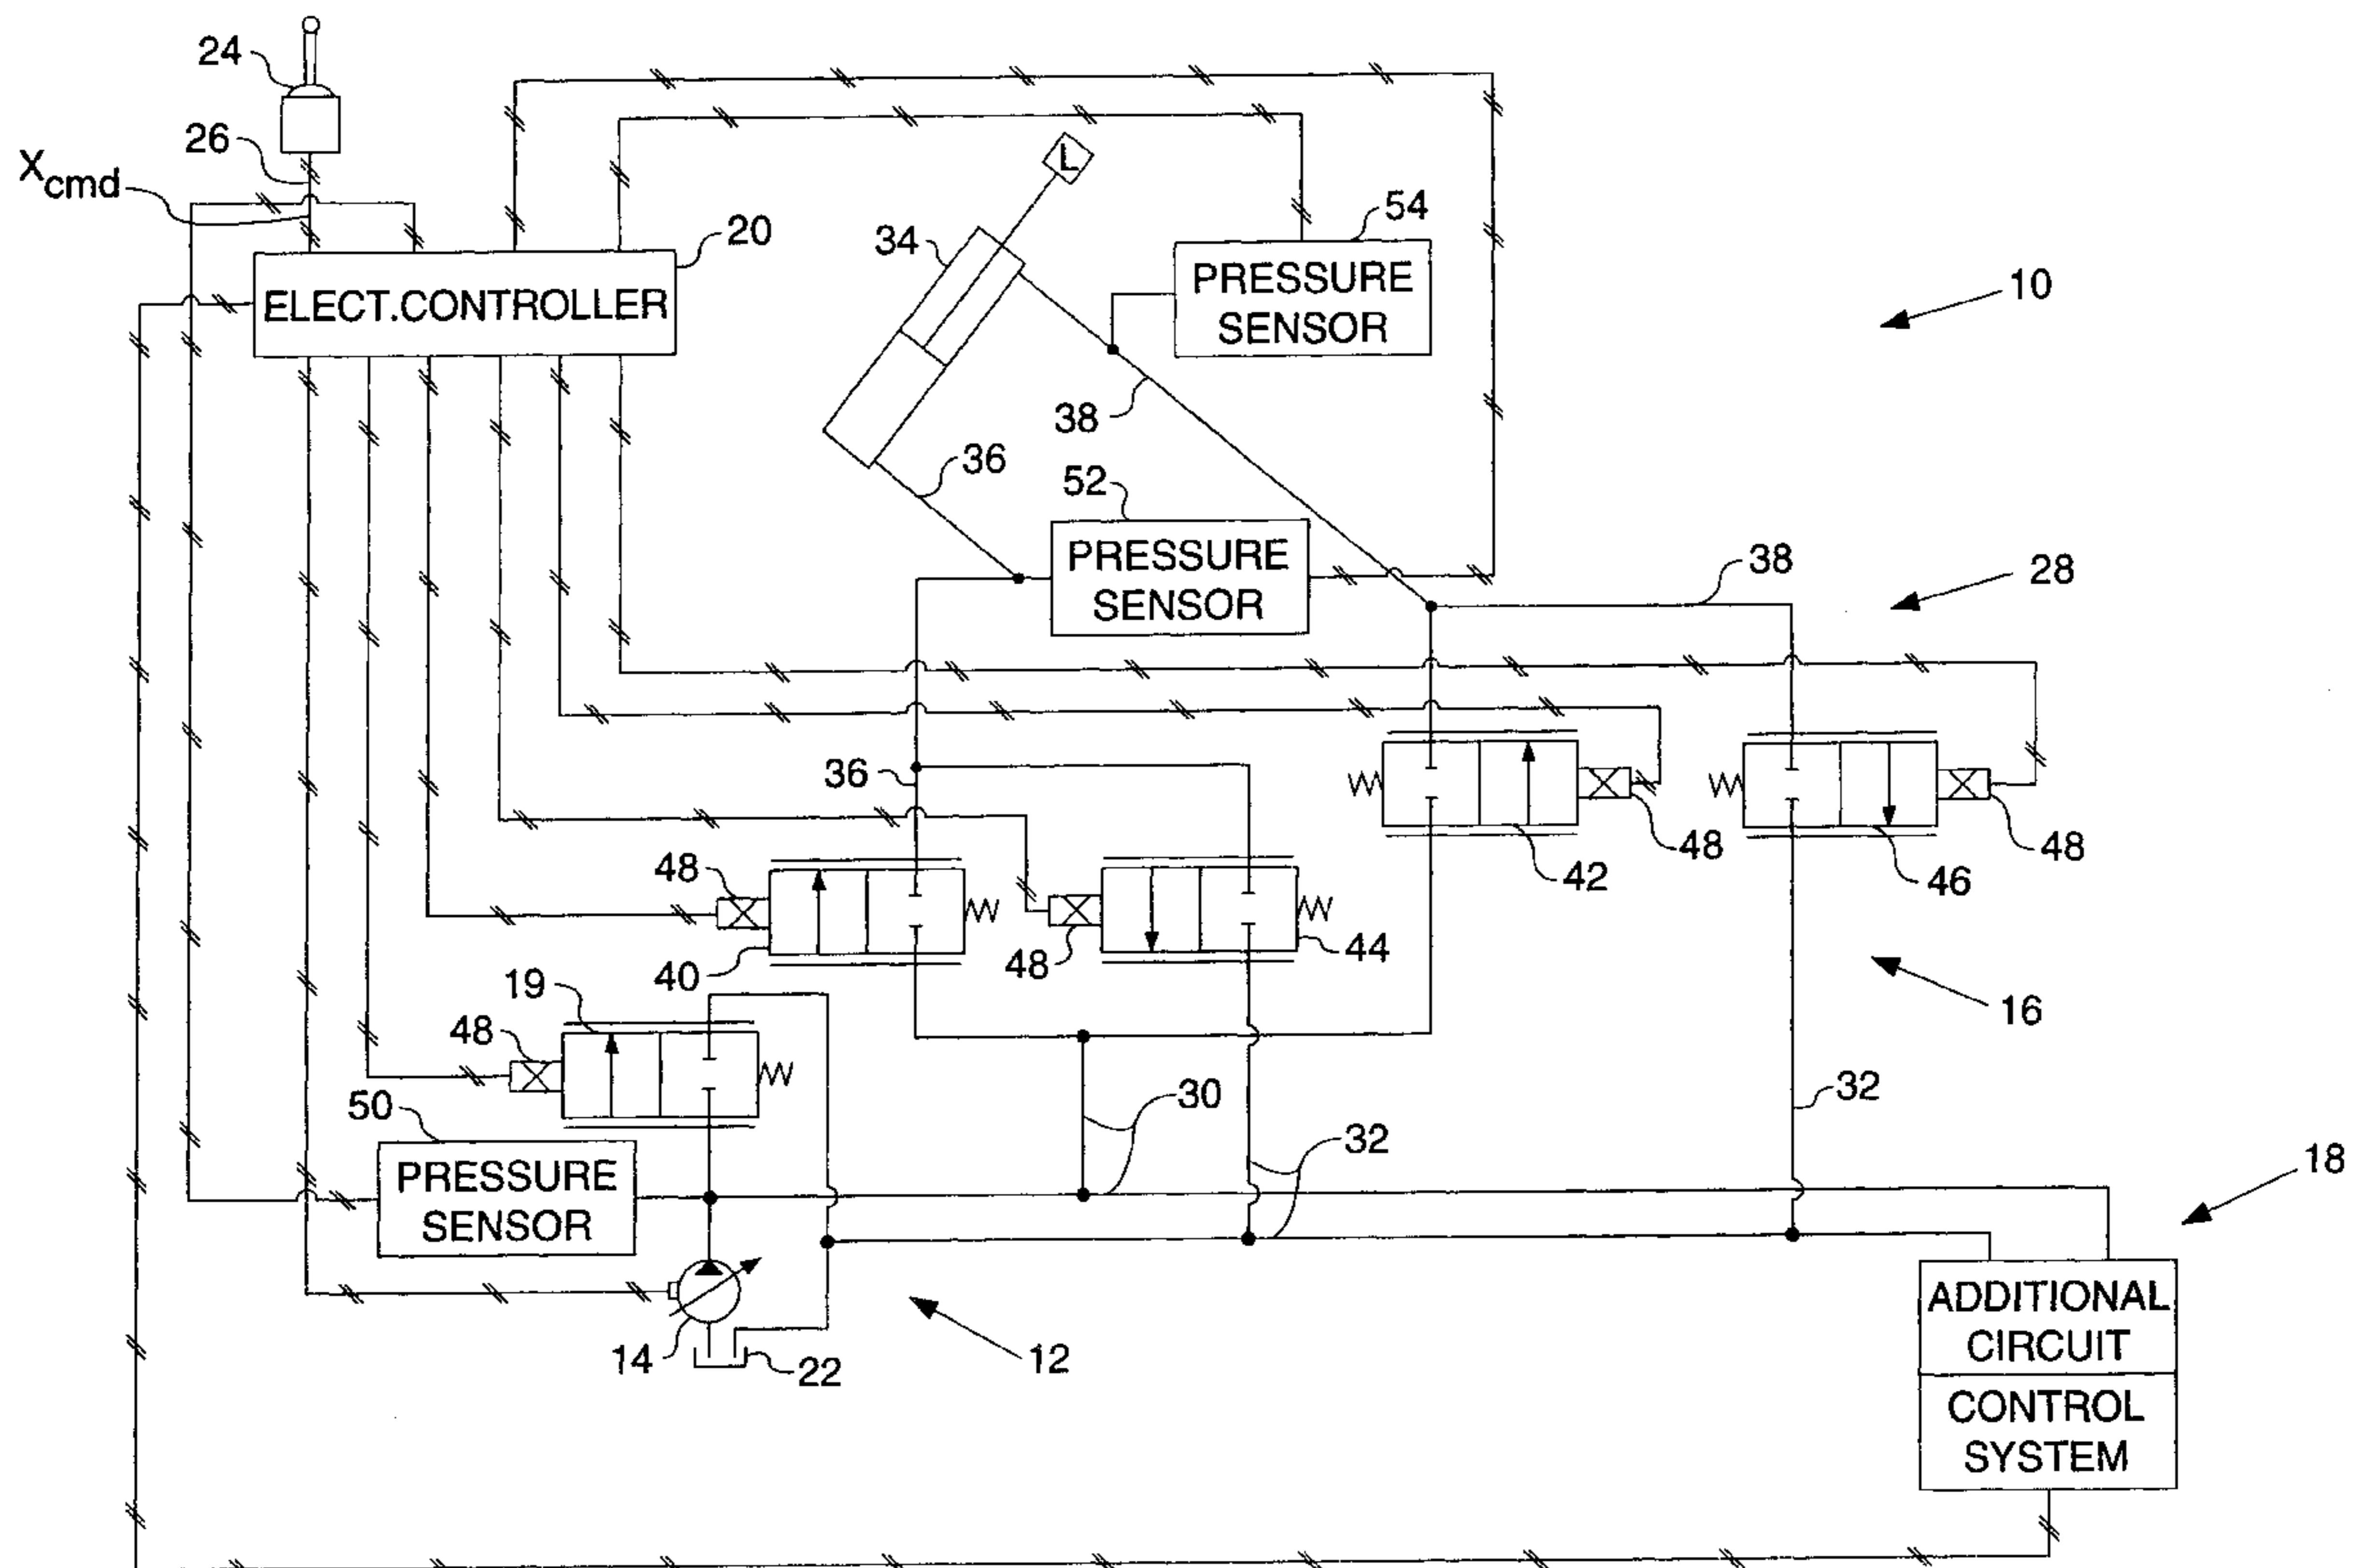 24
26
Xcmd
L
54
20
34
PRESSURE
SENSOR
10
ELECT.CONTROLLER
38
36
52
PRESSURE
SENSOR
38
28
36
48
42
48
46
48
40
48
44
19
16
48
50
30
32
32
18
PRESSURE
SENSOR
ADDITIONAL
CIRCUIT
14
22
12
CONTROL
SYSTEM